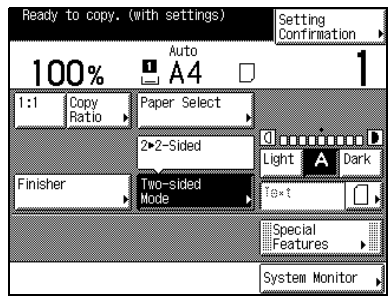 Ready to copy. (with settings)
Setting
Confirmation
100%
1
Auto
A4
1
1:1
Copy
Ratio
Paper Select
2▶2-Sided
Light
A
Dark
Finisher
Two-sided
Mode
Text
Special
Features
System Monitor